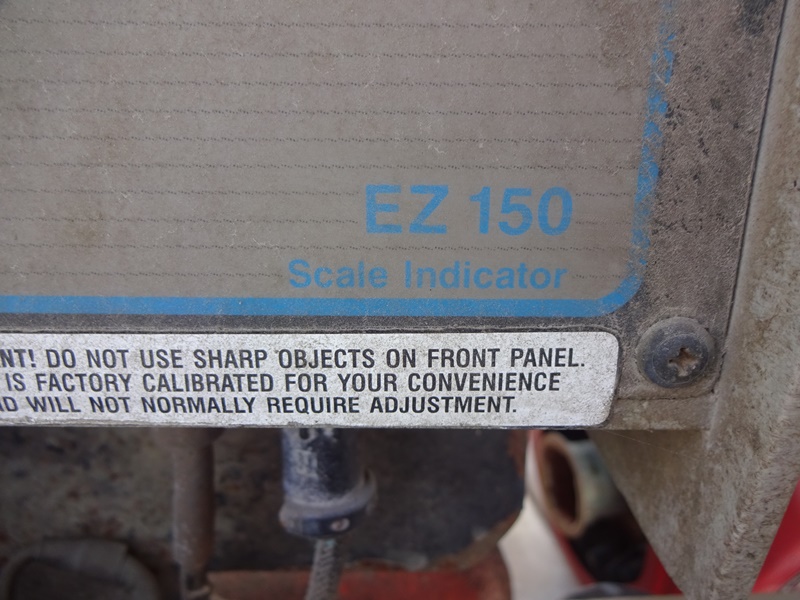 EZ 150
Scale Indicator
NT! DO NOT USE SHARP OBJECTS ON FRONT PANEL.
IS FACTORY CALIBRATED FOR YOUR CONVENIENCE
ND WILL NOT NORMALLY REQUIRE ADJUSTMENT.